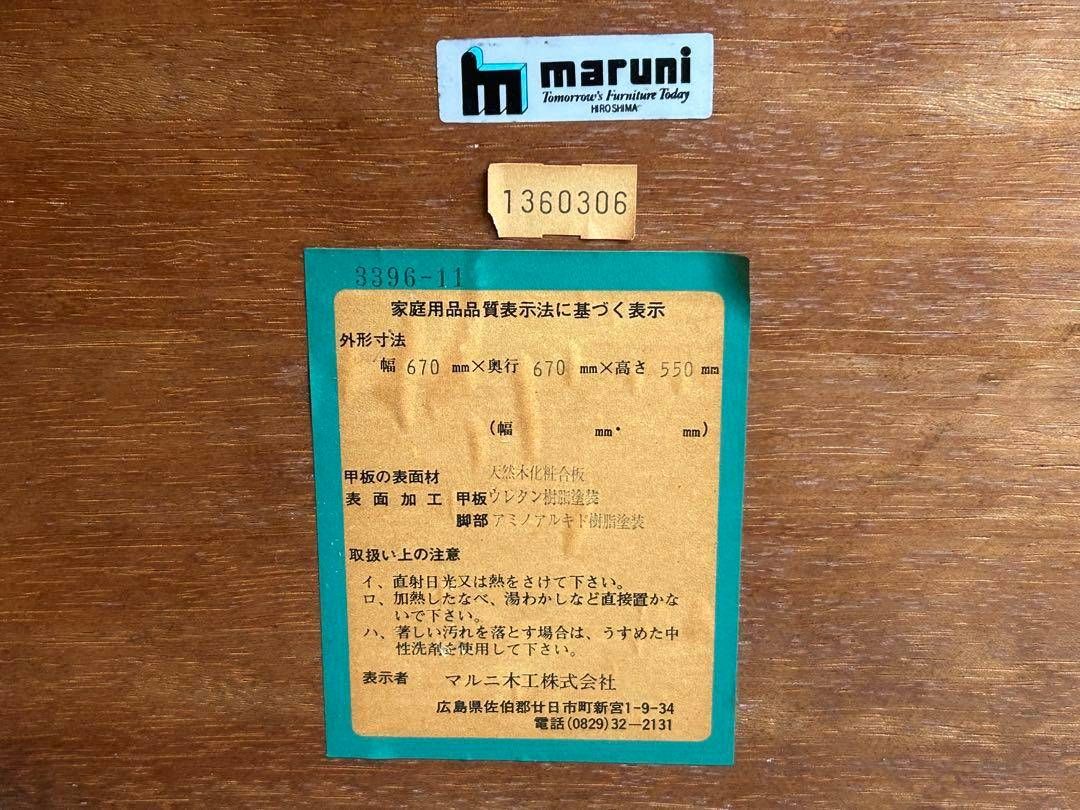 maruni
Tomorrow's Furniture Today
HIROSHIMA
1360306
3396-11
家庭用品品質表示法に基づく表示
外形寸法
幅 670 mm×奥行 670 mm×高さ 550 mm
(幅 mm・ mm)
甲板の表面材 天然木化粧合板
表面加工 甲板 ウレタン樹脂塗装
脚部 アミノアルキド樹脂塗装
取扱い上の注意
イ、直射日光又は熱をさけて下さい。
ロ、加熱したなべ、湯わかしなど直接置かな
いで下さい。
ハ、著しい汚れを落とす場合は、うすめた中
性洗剤を使用して下さい。
表示者 マルニ木工株式会社
広島県佐伯郡廿日市町新宮1-9-34
電話(0829)32―2131